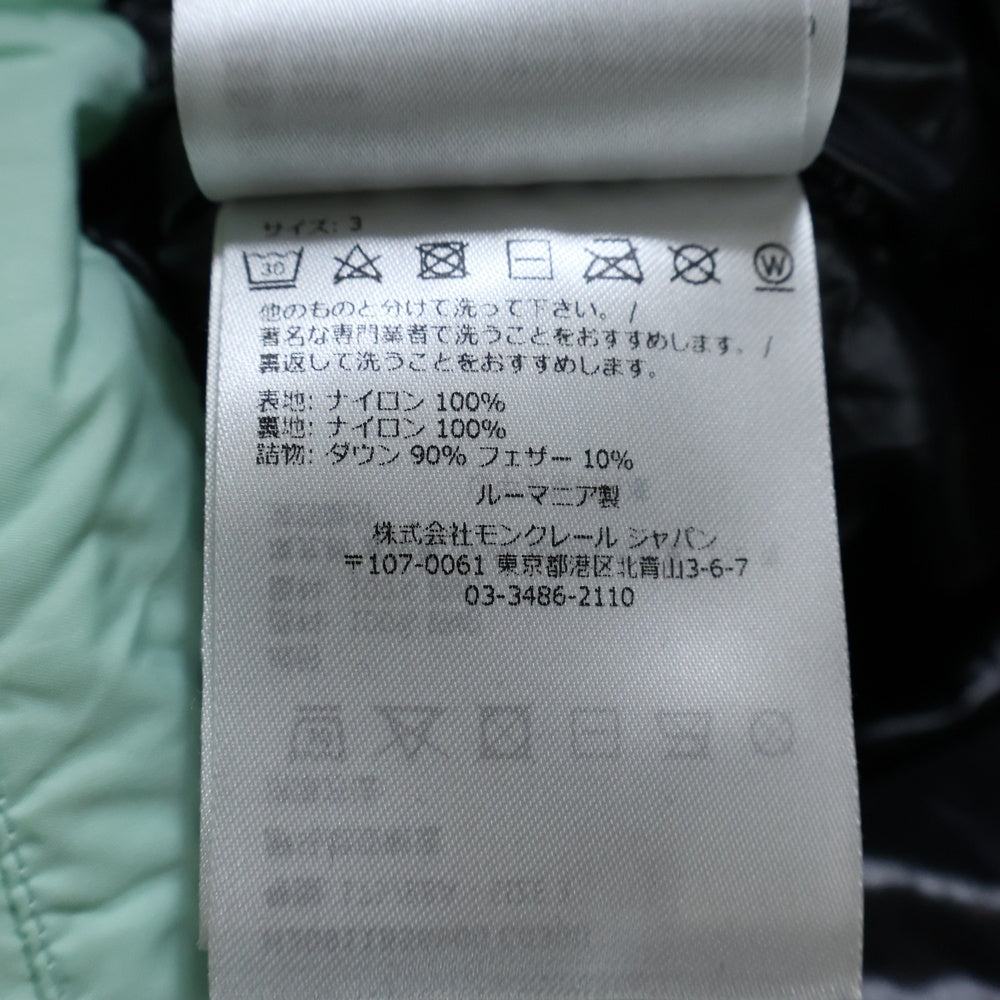 サイズ: 3
30 W
他のものと分けて洗って下さい。 /
著名な専門業者で洗うことをおすすめします。 /
裏返して洗うことをおすすめします。
表地: ナイロン 100%
裏地: ナイロン 100%
詰物: ダウン 90% フェザー 10%
ルーマニア製
株式会社モンクレール ジャパン
〒107-0061 東京都港区北青山3-6-7
03-3486-2110